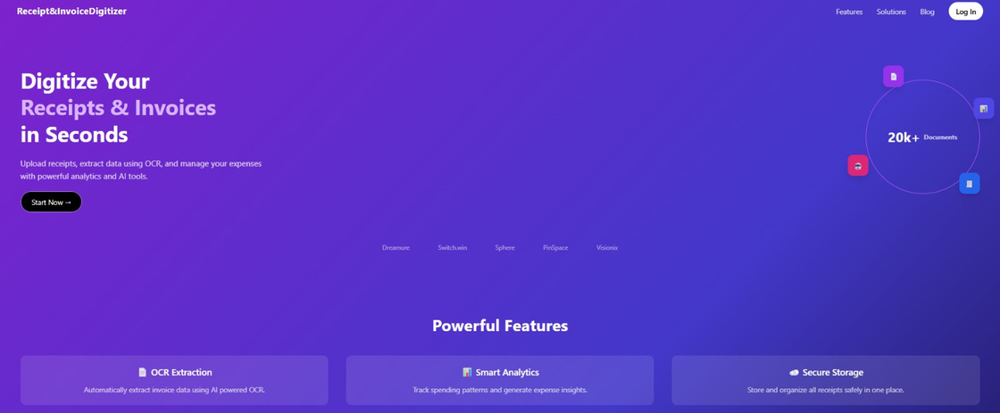 Receipt&InvoiceDigitizer
Features
Solutions
Blog
Log In
Digitize Your
Receipts & Invoices
in Seconds
Upload receipts, extract data using OCR, and manage your expenses
with powerful analytics and AI tools.
Start Now →
20k+ Documents
Dreamure
Switch.win
Sphere
PinSpace
Visionix
Powerful Features
OCR Extraction
Automatically extract invoice data using AI powered OCR.
Smart Analytics
Track spending patterns and generate expense insights.
Secure Storage
Store and organize all receipts safely in one place.